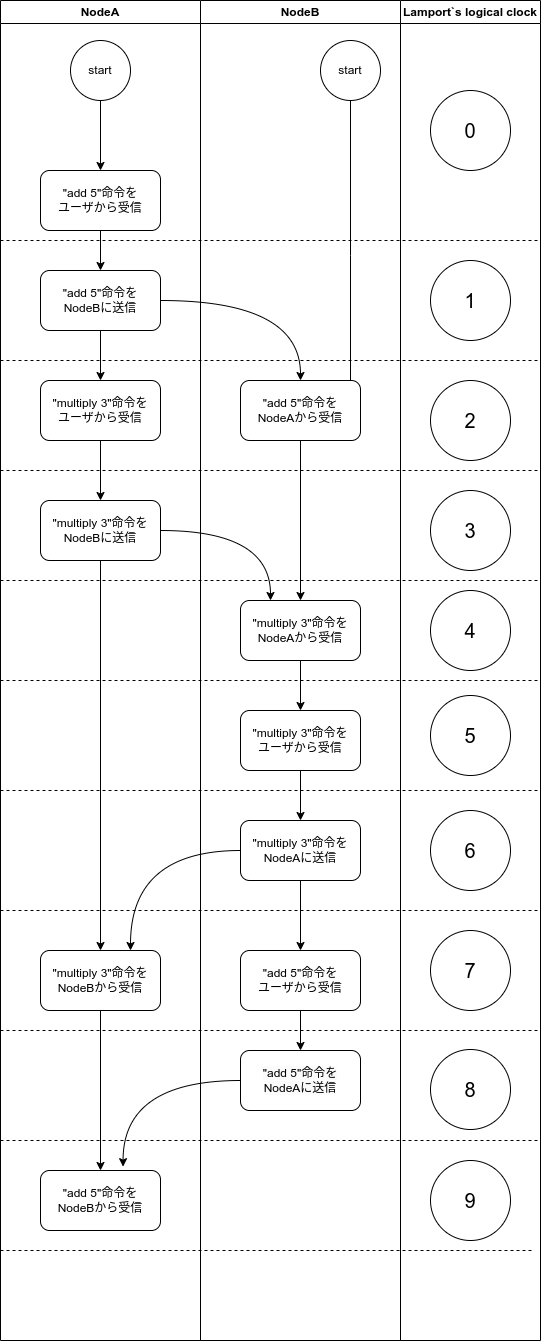 NodeA
NodeB
Lamport`s logical clock
start
start
0
"add 5"命令を
ユーザから受信
"add 5"命令を
NodeBに送信
1
"multiply 3"命令を
ユーザから受信
"add 5"命令を
NodeAから受信
2
"multiply 3"命令を
NodeBに送信
3
"multiply 3"命令を
NodeAから受信
4
"multiply 3"命令を
ユーザから受信
5
"multiply 3"命令を
NodeAに送信
6
"multiply 3"命令を
NodeBから受信
"add 5"命令を
ユーザから受信
7
"add 5"命令を
NodeAに送信
8
"add 5"命令を
NodeBから受信
9